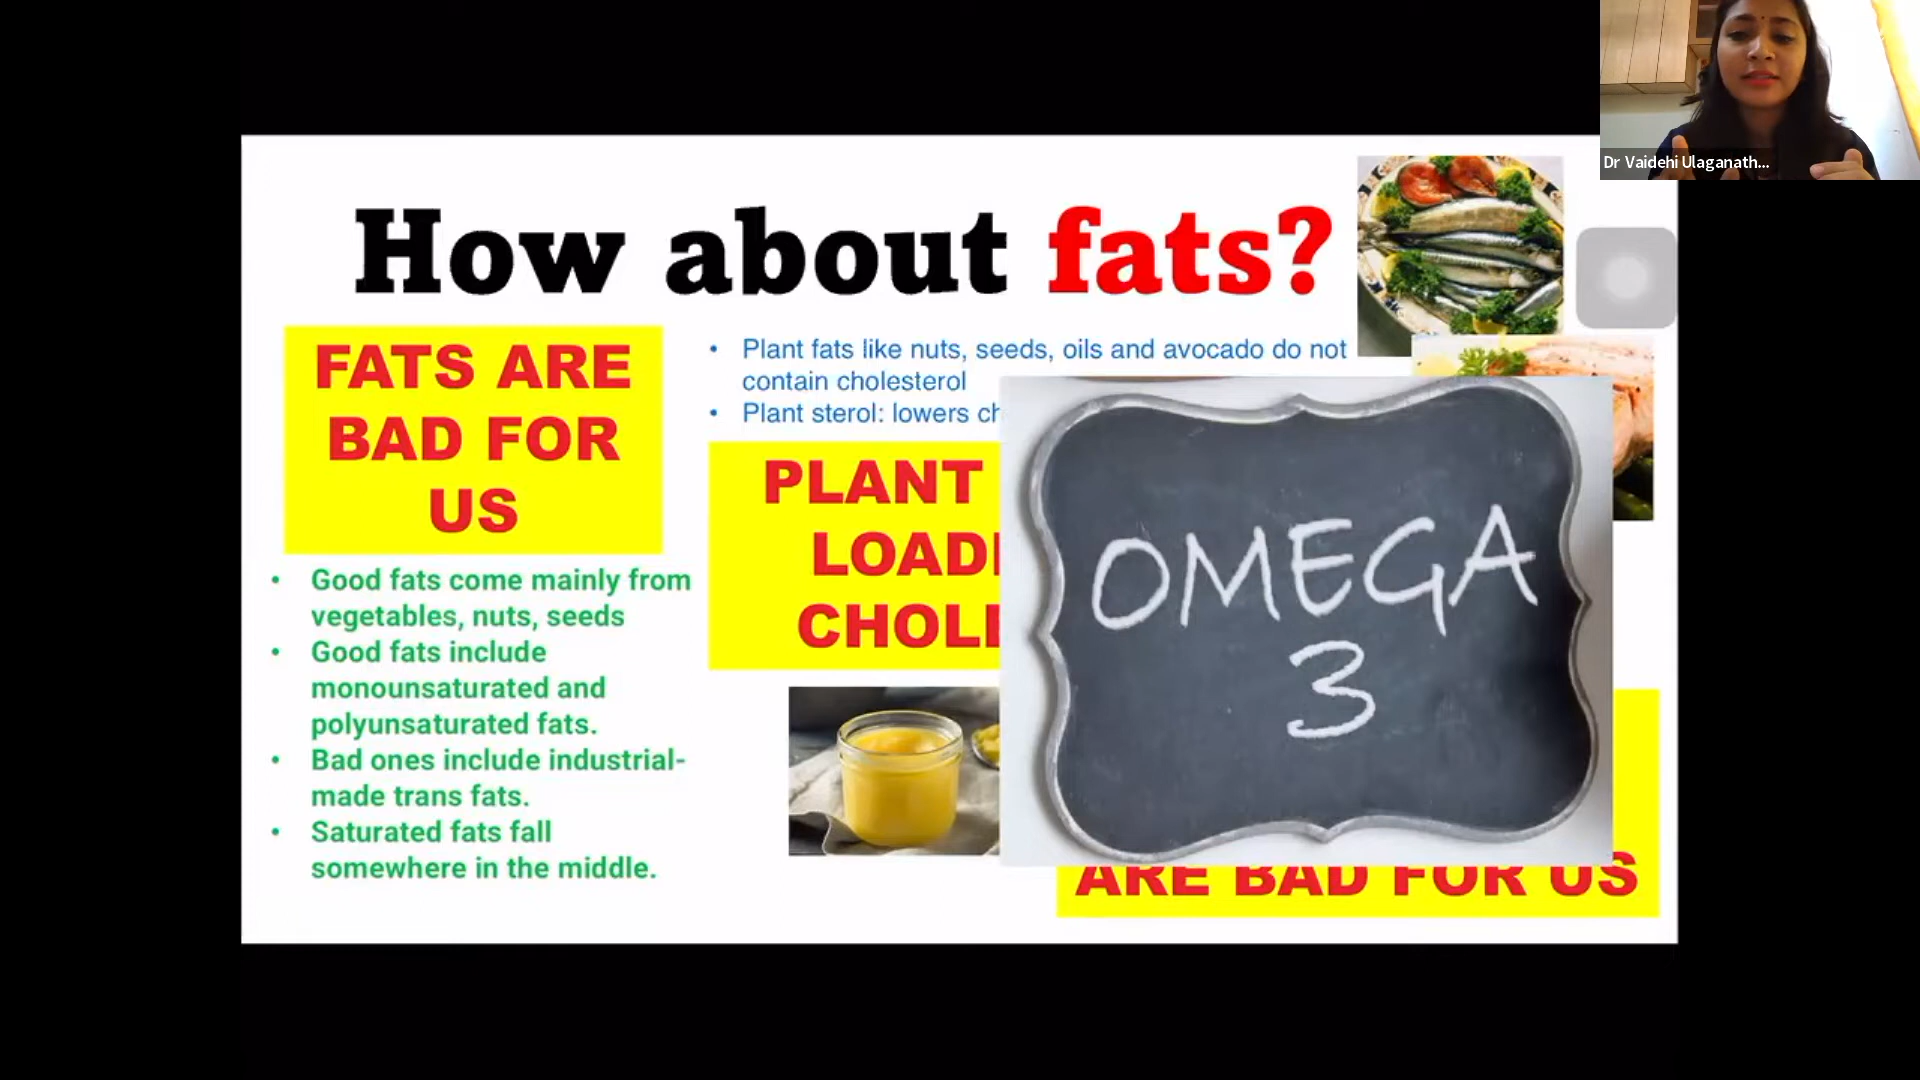 Dr Vaidehi Ulaganath...
How about fats?
FATS ARE
BAD FOR
US
• Good fats come mainly from
vegetables, nuts, seeds
• Good fats include
monounsaturated and
polyunsaturated fats.
• Bad ones include industrial-
made trans fats.
• Saturated fats fall
somewhere in the middle.
• Plant fats like nuts, seeds, oils and avocado do not
contain cholesterol
• Plant sterol: lowers
PLANT
OMEGA
3
ARE BAD FOR US